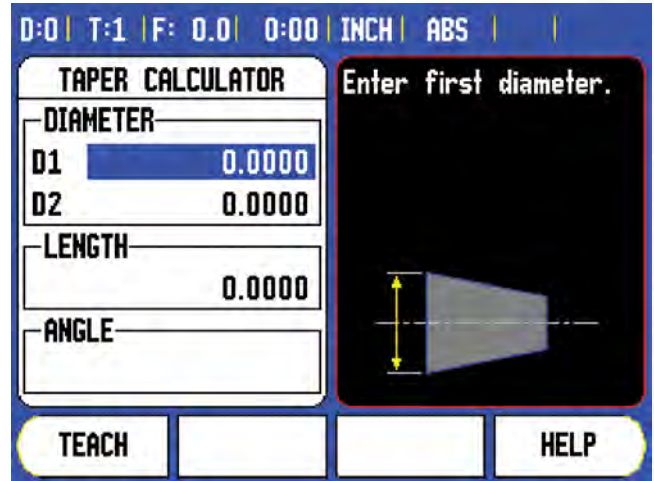 D:0| T:1 |F: 0.0| 0:00|INCH| ABS | |
TAPER CALCULATOR
DIAMETER
D1 0.0000
D2 0.0000
LENGTH
0.0000
ANGLE
Enter first diameter.
TEACH
HELP